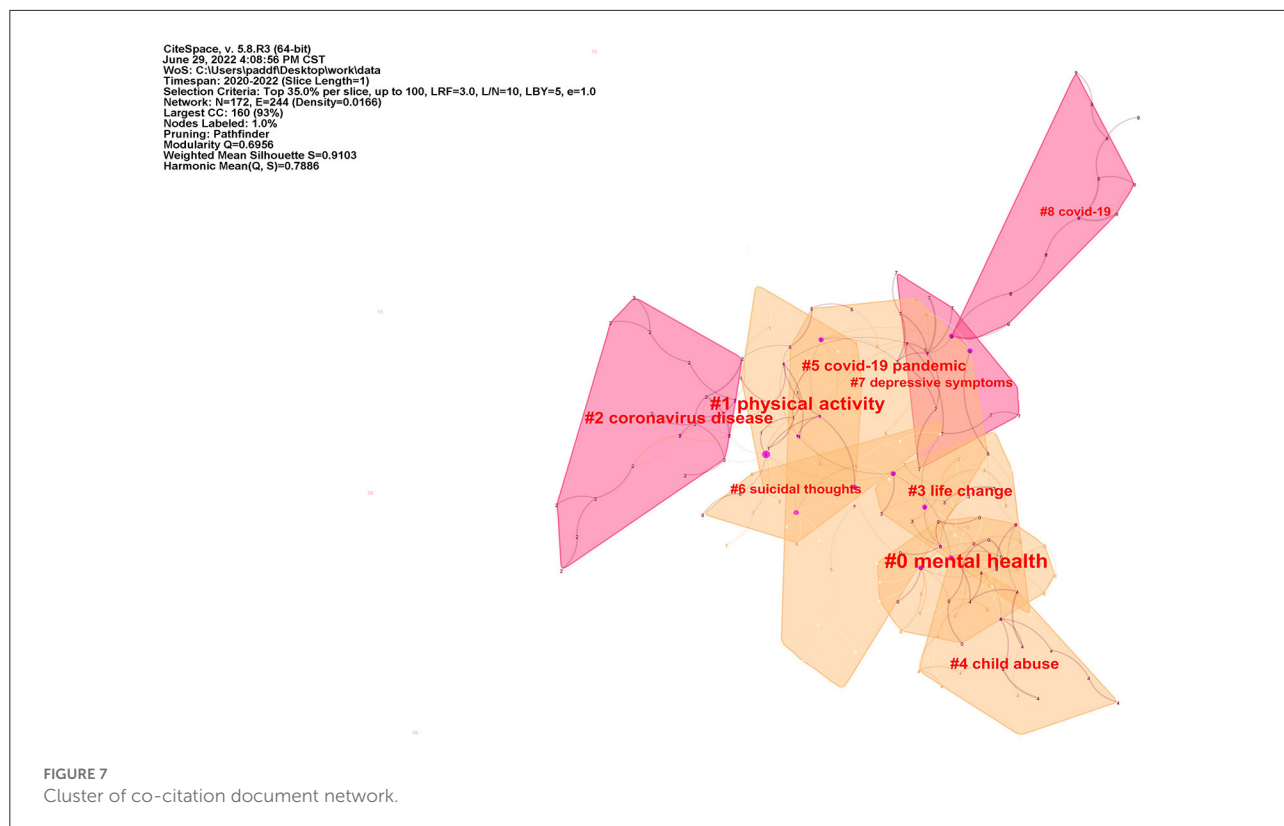 CiteSpace, v. 5.8.R3 (64-bit)
June 29, 2022 4:08:56 PM CST
WoS: C:\Users\paddf\Desktop\work\data
Timespan: 2020-2022 (Slice Length=1)
Selection Criteria: Top 35.0% per slice, up to 100, LRF=3.0, L/N=10, LBY=5, e=1.0
Network: N=172, E=244 (Density=0.0166)
Largest CC: 160 (93%)
Nodes Labeled: 1.0%
Pruning: Pathfinder
Modularity Q=0.6956
Weighted Mean Silhouette S=0.9103
Harmonic Mean(Q, S)=0.7886
#8 covid-19
#5 covid-19 pandemic
#7 depressive symptoms
#1 physical activity
#2 coronavirus disease
#6 suicidal thoughts
#3 life change
#0 mental health
#4 child abuse
FIGURE 7
Cluster of co-citation document network.